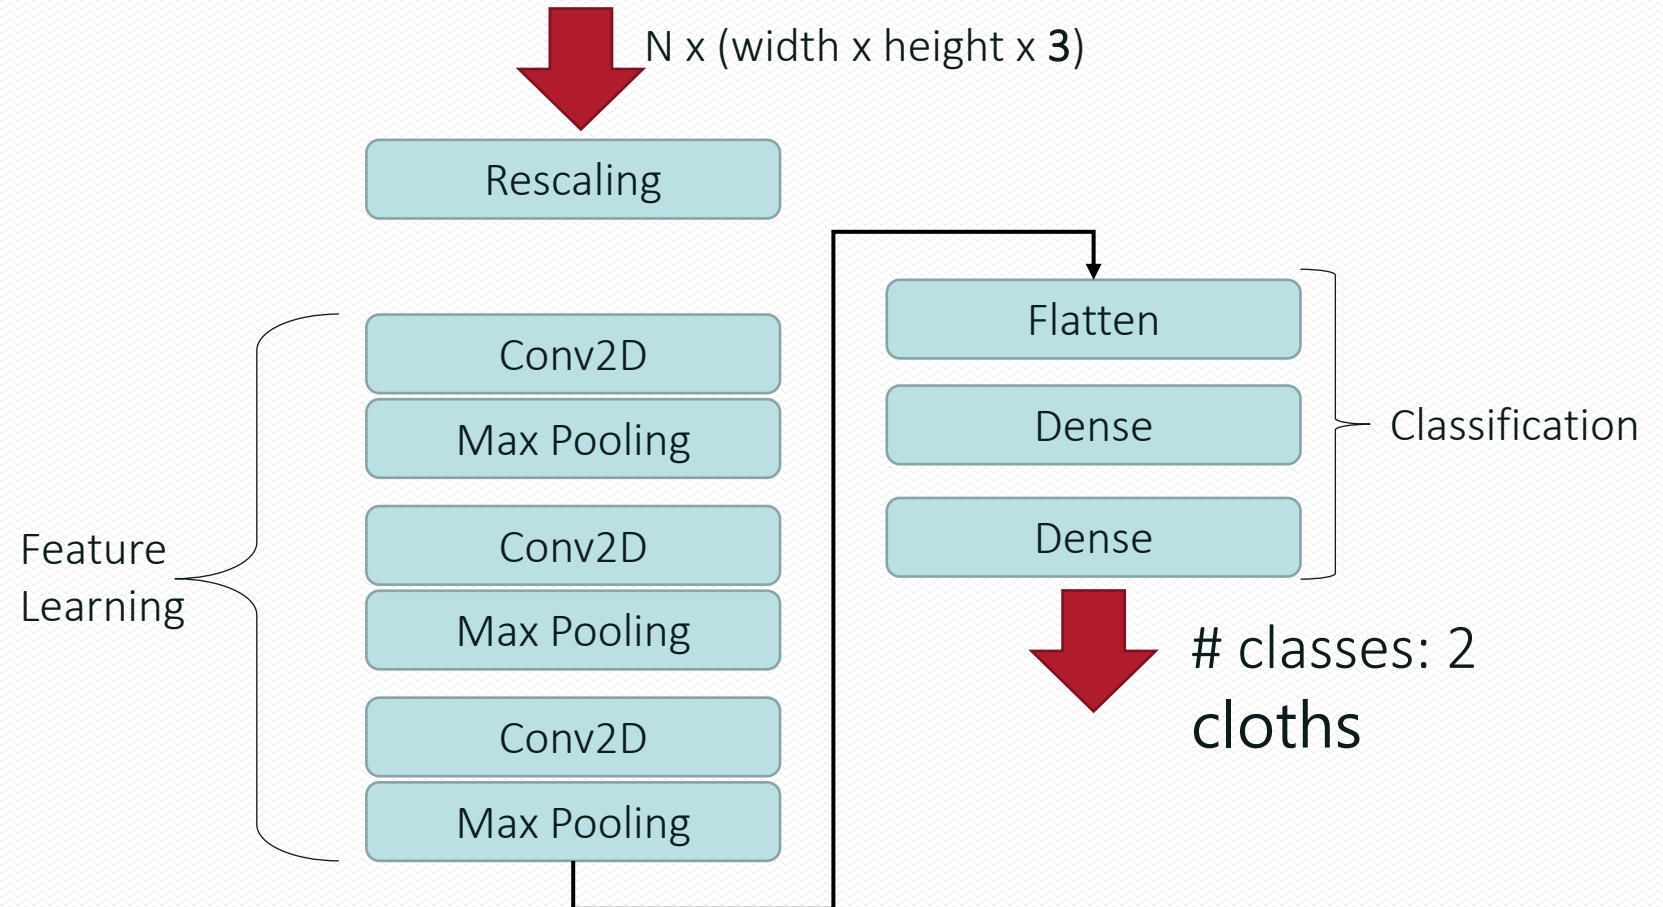 N x (width x height x 3)
Rescaling
Feature
Learning
Conv2D
Max Pooling
Conv2D
Max Pooling
Conv2D
Max Pooling
Flatten
Dense
Dense
Classification
# classes: 2
cloths